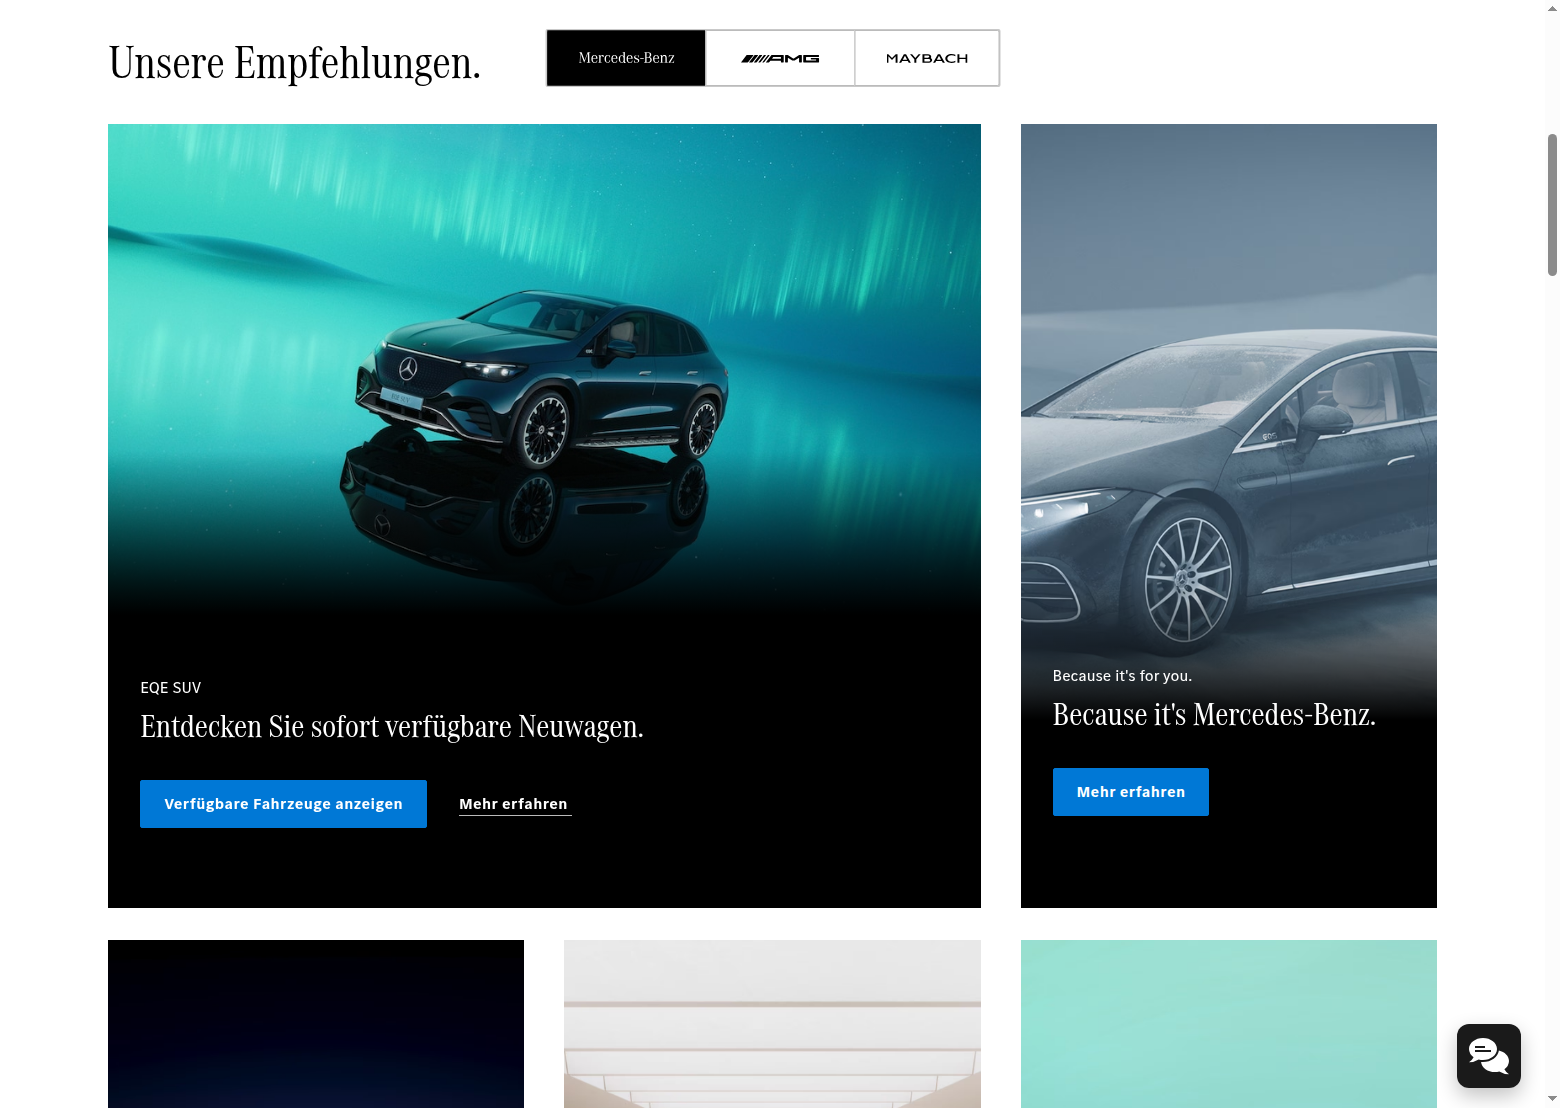 Unsere Empfehlungen.
Mercedes-Benz
AMG
MAYBACH
EQE SUV
Entdecken Sie sofort verfügbare Neuwagen.
Verfügbare Fahrzeuge anzeigen
Mehr erfahren
Because it's for you.
Because it's Mercedes-Benz.
Mehr erfahren